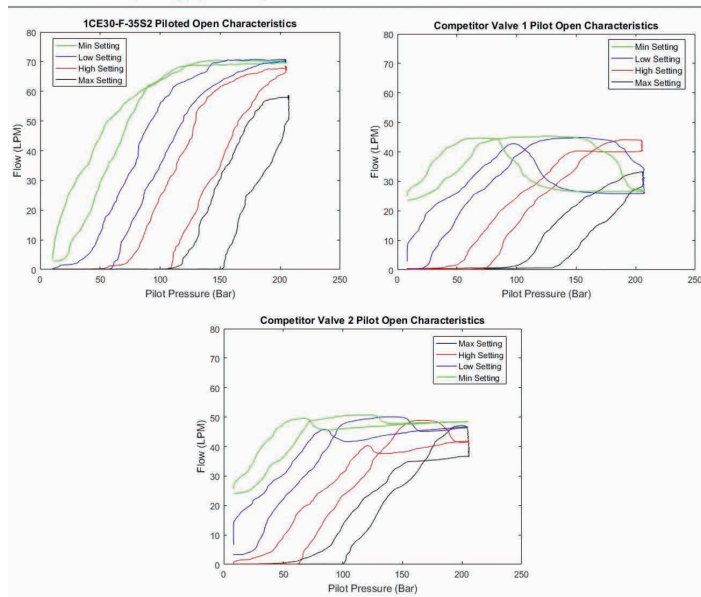 1CE30-F-35S2 Piloted Open Characteristics
80
70
60
50
40
30
20
10
0
Flow (LPM)
Min Setting
Low Setting
High Setting
Max Setting
0
50
100
150
200
250
Pilot Pressure (Bar)
Competitor Valve 1 Pilot Open Characteristics
80
70
60
50
40
30
20
10
0
Flow (LPM)
Min Setting
Low Setting
High Setting
Max Setting
0
50
100
150
200
250
Pilot Pressure (Bar)
Competitor Valve 2 Pilot Open Characteristics
80
70
60
50
40
30
20
10
0
Flow (LPM)
Max Setting
High Setting
Low Setting
Min Setting
0
50
100
150
200
250
Pilot Pressure (Bar)